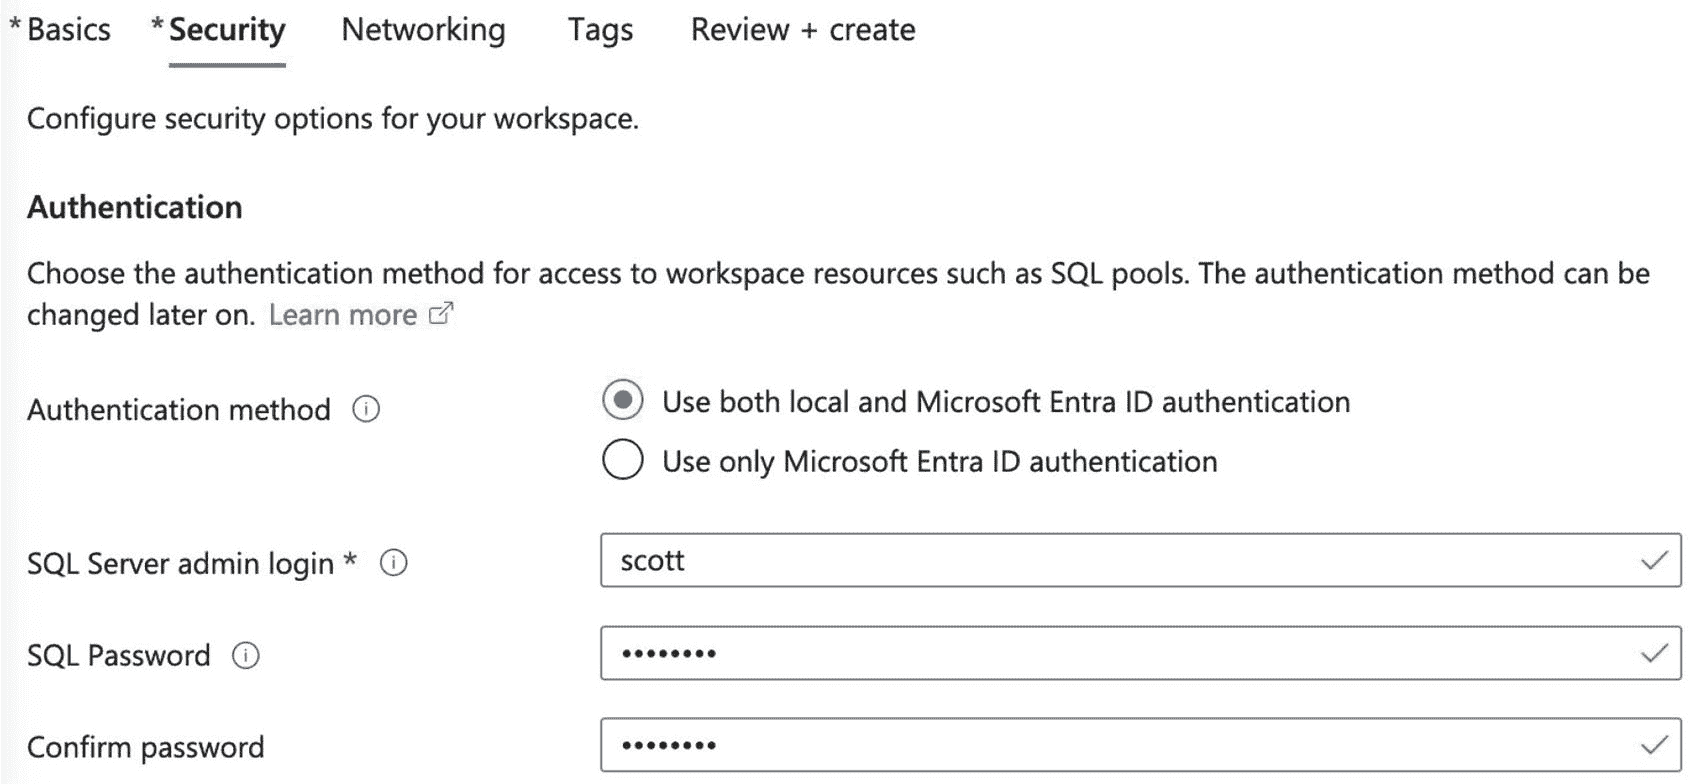 * Basics * Security Networking Tags Review + create
Configure security options for your workspace.
Authentication
Choose the authentication method for access to workspace resources such as SQL pools. The authentication method can be
changed later on. Learn more
Authentication method Use both local and Microsoft Entra ID authentication
Use only Microsoft Entra ID authentication
SQL Server admin login * scott
SQL Password ••••••••
Confirm password ••••••••